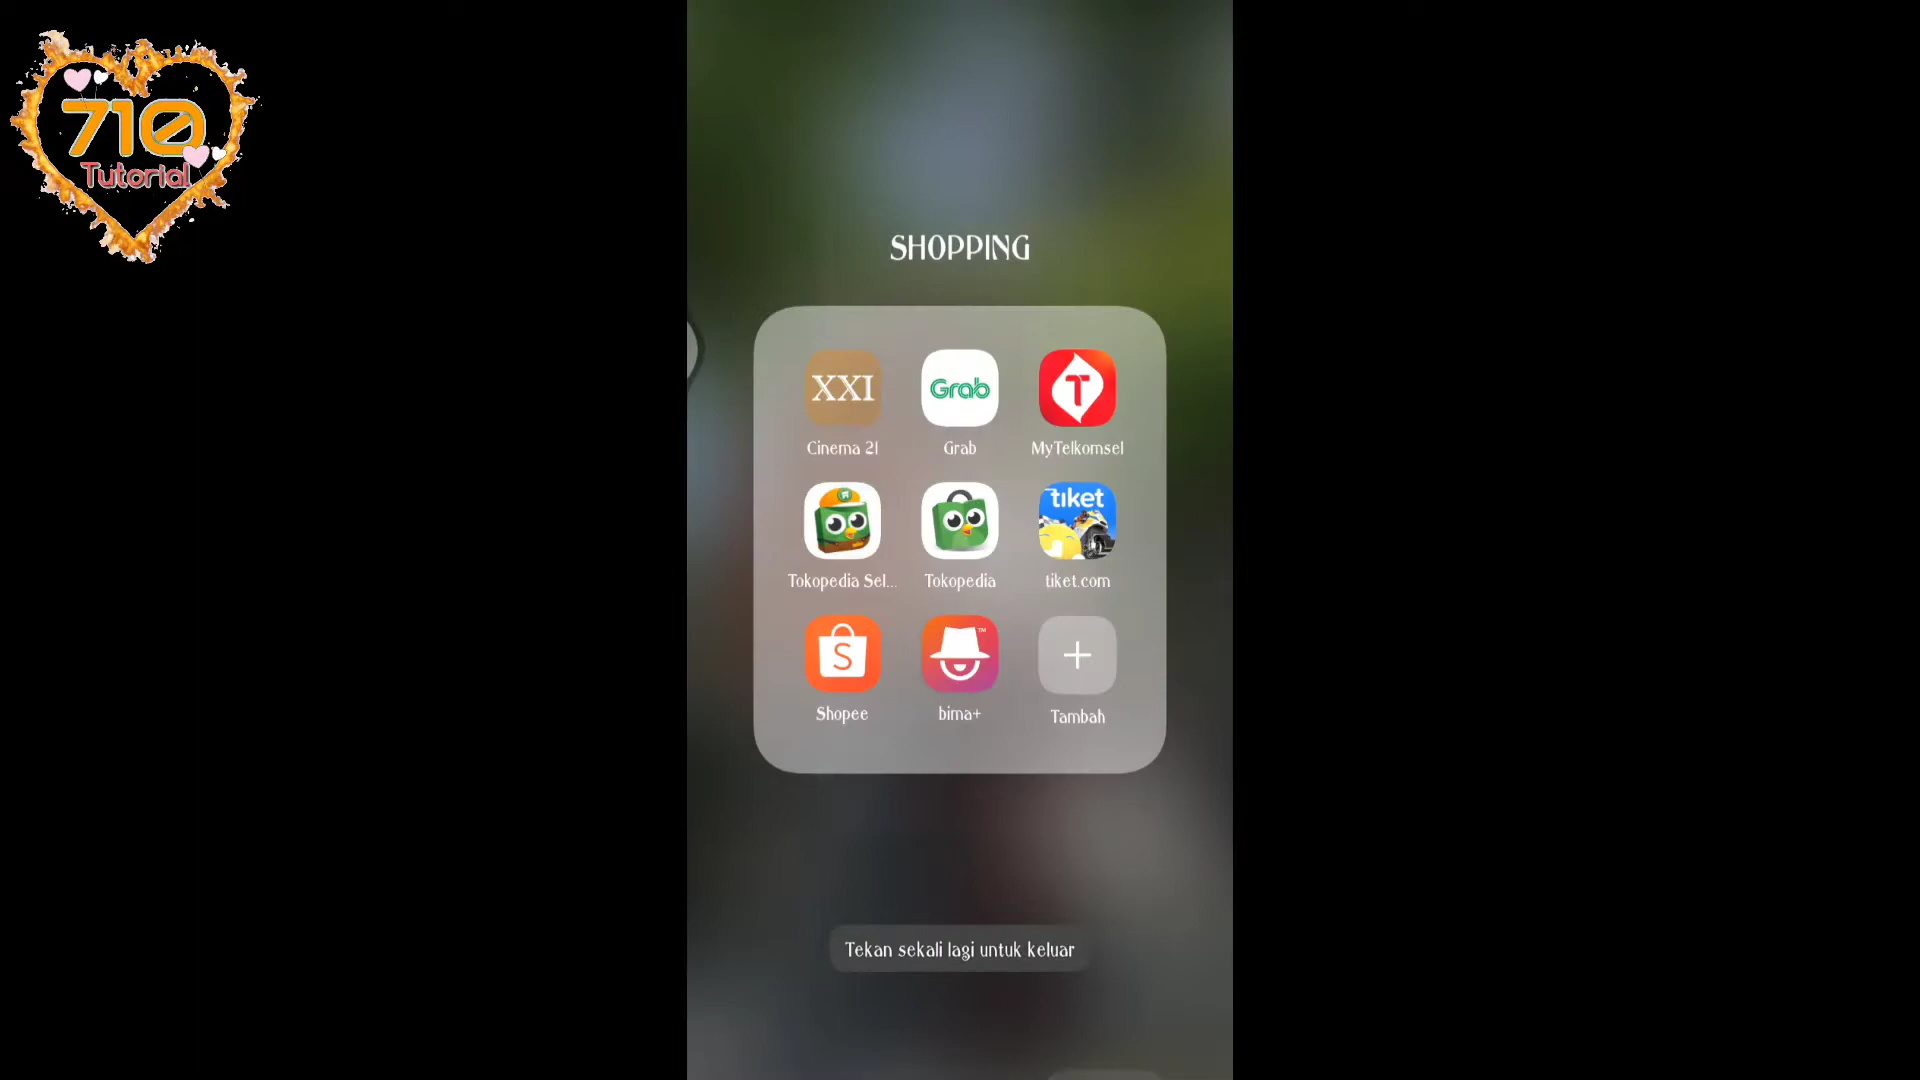 710
Tutorial
SHOPPING
XXI
Grab
T
Cinema 21
Grab
MyTelkomsel
tiket
Tokopedia Sel...
Tokopedia
tiket.com
S
TM
+
Shopee
bima+
Tambah
Tekan sekali lagi untuk keluar